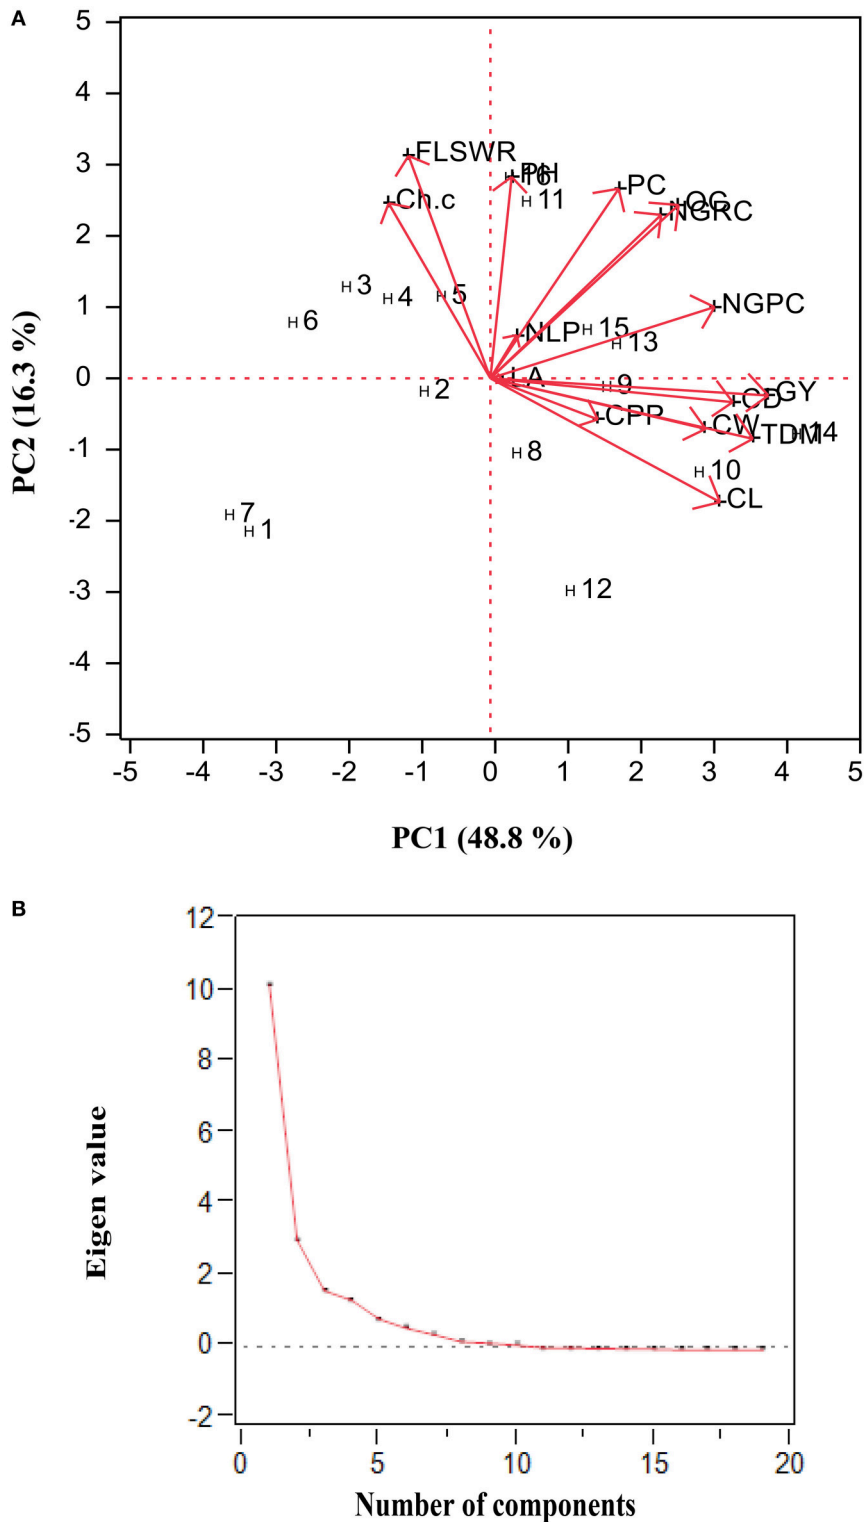 A
5
4
3
2
1
0
-1
-2
-3
-4
-5
PC2 (16.3 %)
FLSWR
Ch.c
PH
16
H 11
PC
OC
NGRC
NGPC
H 3
H 4
H 5
H 6
NLP
H 15
H 13
LA
H 2
H 9
GY
CD
CPP
CW
TDM
H 14
H 8
H 10
CL
H 7
H 1
H 12
-5 -4 -3 -2 -1 0 1 2 3 4 5
PC1 (48.8 %)
B
12
10
8
6
4
2
0
-2
Eigen value
0 5 10 15 20
Number of components